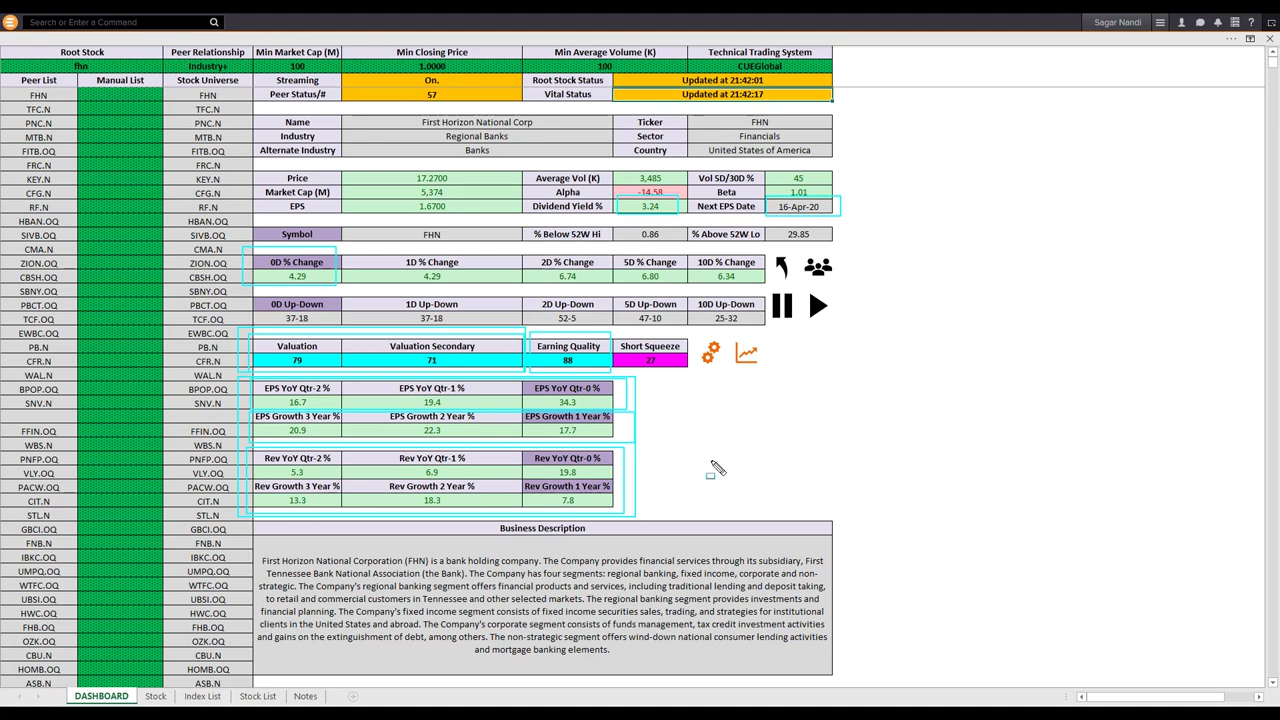 Search or Enter a Command
Sagar Nandi
Root Stock Peer Relationship Min Market Cap (M) Min Closing Price Min Average Volume (K) Technical Trading System
fhn Industry+ 100 1.0000 100 CUEGlobal
Peer List Manual List Stock Universe Streaming On. Root Stock Status Updated at 21:42:01
FHN FHN Peer Status/# 57 Vital Status Updated at 21:42:17
TFC.N TFC.N
PNC.N PNC.N Name First Horizon National Corp Ticker FHN
MTB.N MTB.N Industry Regional Banks Sector Financials
FITB.OQ FITB.OQ Alternate Industry Banks Country United States of America
FRC.N FRC.N
KEY.N KEY.N Price 17.2700 Average Vol (K) 3,485 Vol 5D/30D % 45
CFG.N CFG.N Market Cap (M) 5,374 Alpha -14.58 Beta 1.01
RF.N RF.N EPS 1.6700 Dividend Yield % 3.24 Next EPS Date 16-Apr-20
HBAN.OQ HBAN.OQ
SIVB.OQ SIVB.OQ Symbol FHN % Below 52W Hi 0.86 % Above 52W Lo 29.85
CMA.N CMA.N
ZION.OQ ZION.OQ 0D % Change 1D % Change 2D % Change 5D % Change 10D % Change
CBSH.OQ CBSH.OQ 4.29 4.29 6.74 6.80 6.34
SBNY.OQ SBNY.OQ
PBCT.OQ PBCT.OQ 0D Up-Down 1D Up-Down 2D Up-Down 5D Up-Down 10D Up-Down
TCF.OQ TCF.OQ 37-18 37-18 52-5 47-10 25-32
EWBC.OQ EWBC.OQ
PB.N PB.N Valuation Valuation Secondary Earning Quality Short Squeeze
CFR.N CFR.N 79 71 88 27
WAL.N WAL.N
BPOP.OQ BPOP.OQ EPS YoY Qtr-2 % EPS YoY Qtr-1 % EPS YoY Qtr-0 %
SNV.N SNV.N 16.7 19.4 34.3
EPS Growth 3 Year % EPS Growth 2 Year % EPS Growth 1 Year %
FFIN.OQ FFIN.OQ 20.9 22.3 17.7
WBS.N WBS.N
PNFP.OQ PNFP.OQ Rev YoY Qtr-2 % Rev YoY Qtr-1 % Rev YoY Qtr-0 %
VLY.OQ VLY.OQ 5.3 6.9 19.8
PACW.OQ PACW.OQ Rev Growth 3 Year % Rev Growth 2 Year % Rev Growth 1 Year %
CIT.N CIT.N 13.3 18.3 7.8
STL.N STL.N
GBCI.OQ GBCI.OQ Business Description
FNB.N FNB.N
IBKC.OQ IBKC.OQ First Horizon National Corporation (FHN) is a bank holding company. The Company provides financial services through its subsidiary, First
UMPQ.OQ UMPQ.OQ Tennessee Bank National Association (the Bank). The Company has four segments: regional banking, fixed income, corporate and non-
WTFC.OQ WTFC.OQ strategic. The Company's regional banking segment offers financial products and services, including traditional lending and deposit taking,
UBSI.OQ UBSI.OQ to retail and commercial customers in Tennessee and other selected markets. The regional banking segment provides investments and
HWC.OQ HWC.OQ financial planning. The Company's fixed income segment consists of fixed income securities sales, trading, and strategies for institutional
FHB.OQ FHB.OQ clients in the United States and abroad. The Company's corporate segment consists of funds management, tax credit investment activities
OZK.OQ OZK.OQ and gains on the extinguishment of debt, among others. The non-strategic segment offers wind-down national consumer lending activities
CBU.N CBU.N and mortgage banking elements.
HOMB.OQ HOMB.OQ
ASB.N ASB.N
DASHBOARD Stock Index List Stock List Notes